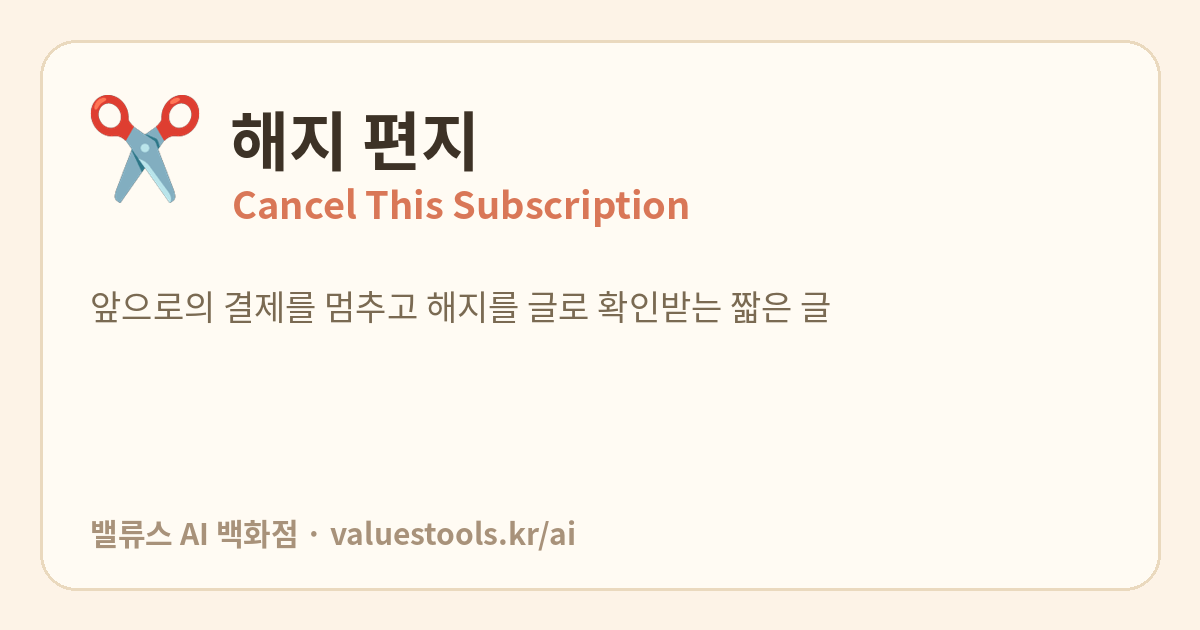 해지 편지
Cancel This Subscription
앞으로의 결제를 멈추고 해지를 글로 확인받는 짧은 글
밸류스 AI 백화점 · valuestools.kr/ai